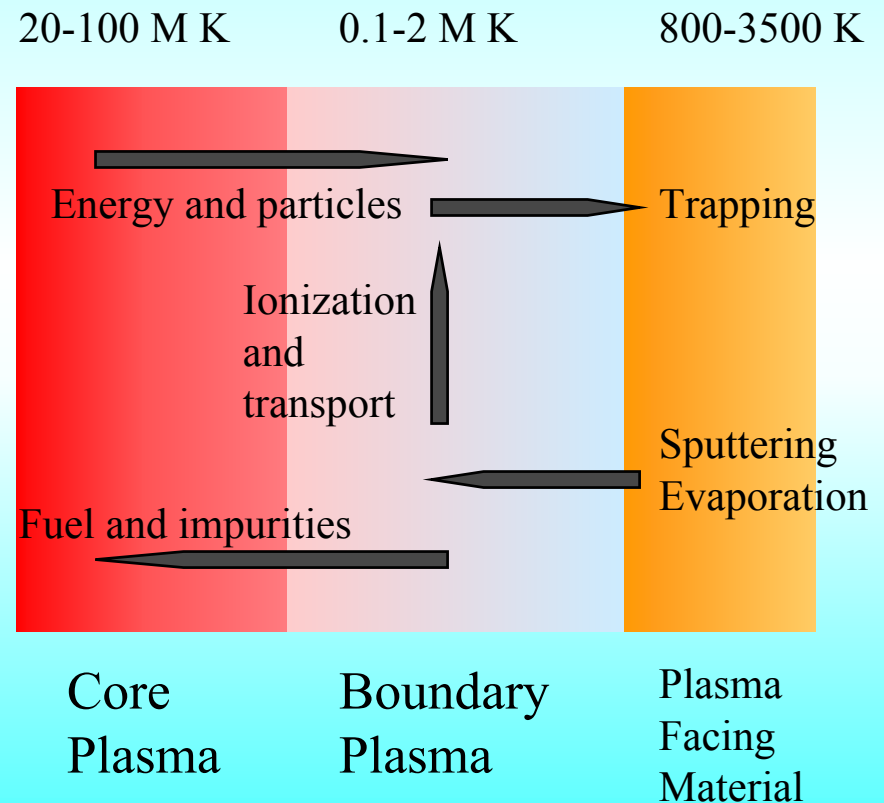 20-100 M K
0.1-2 M K
800-3500 K
Energy and particles
Trapping
Ionization
and
transport
Sputtering
Evaporation
Fuel and impurities
Core
Plasma
Boundary
Plasma
Plasma
Facing
Material